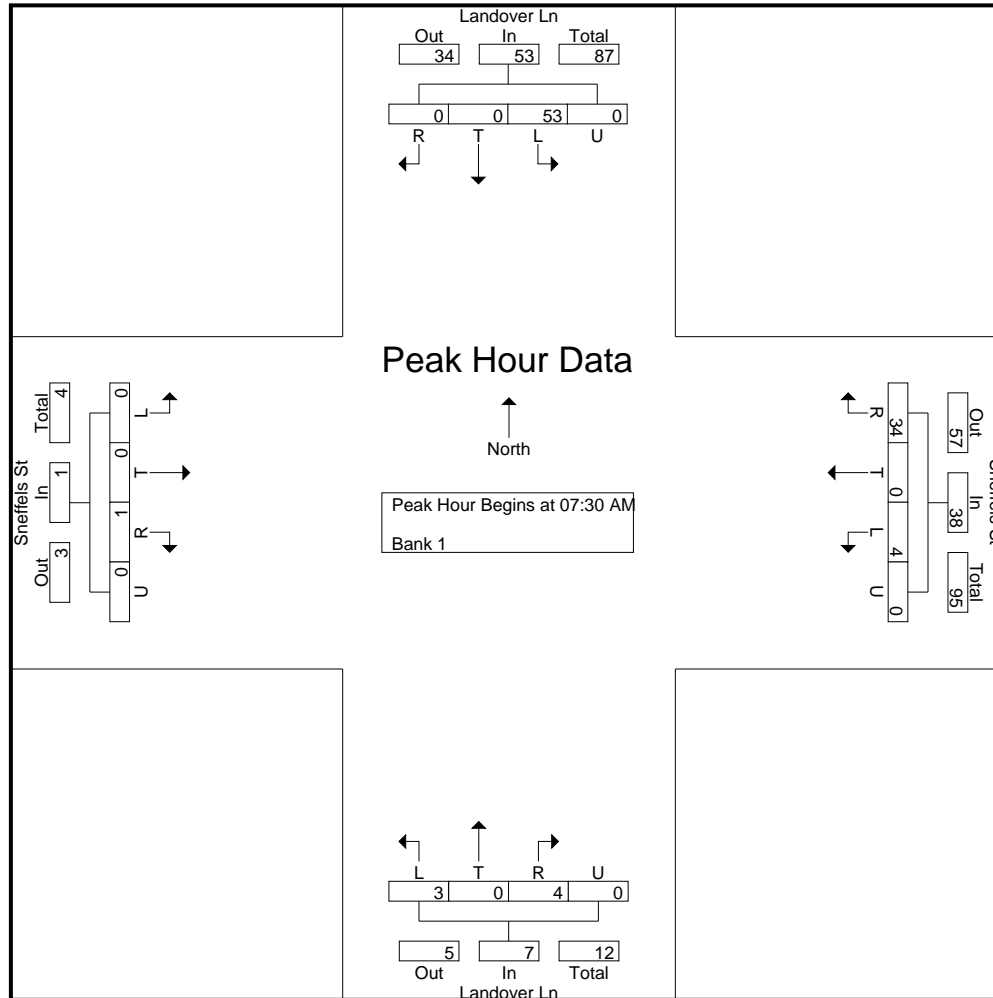 Landover Ln
Out In Total
34 53 87
0 0 53 0
R T L U
Peak Hour Data
North
Peak Hour Begins at 07:30 AM
Bank 1
Sneffels St
Total In Out
4 1 3
0 0 1 0
L T R U
R T L U
34 0 4 0
Out In Total
57 38 95
L T R U
3 0 4 0
5 7 12
Out In Total
Landover Ln